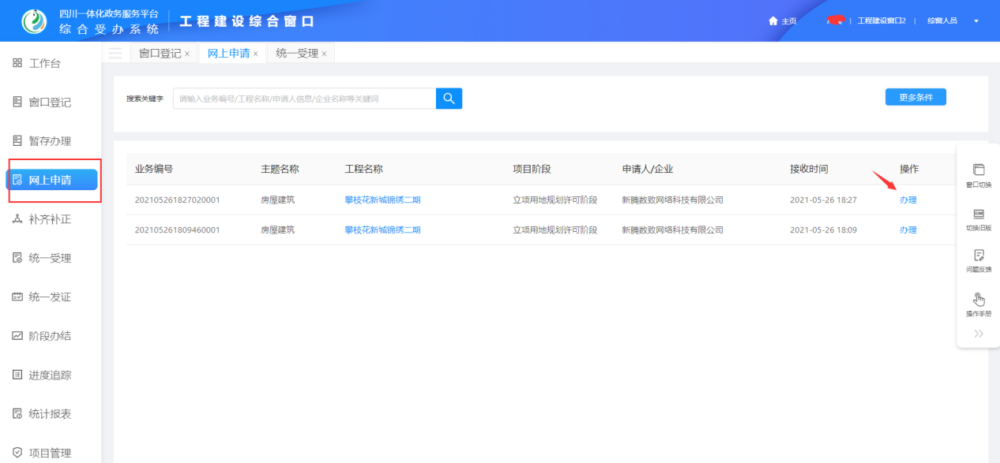 四川一体化政务服务平台
综合受办系统
工程建设综合窗口
主页
工程建设窗口2
综窗人员
工作台
窗口登记
暂存办理
网上申请
补齐补正
统一受理
统一发证
阶段办结
进度追踪
统计报表
项目管理
窗口登记 × 网上申请 × 统一受理 ×
搜索关键字 请输入业务编号/工程名称/申请人信息/企业名称等关键词 更多条件
业务编号 主题名称 工程名称 项目阶段 申请人/企业 接收时间 操作
202105261827020001 房屋建筑 攀枝花新城锦绣二期 立项用地规划许可阶段 新腾数致网络科技有限公司 2021-05-26 18:27 办理
202105261809460001 房屋建筑 攀枝花新城锦绣二期 立项用地规划许可阶段 新腾数致网络科技有限公司 2021-05-26 18:09 办理
窗口切换
切换旧版
问题反馈
操作手册